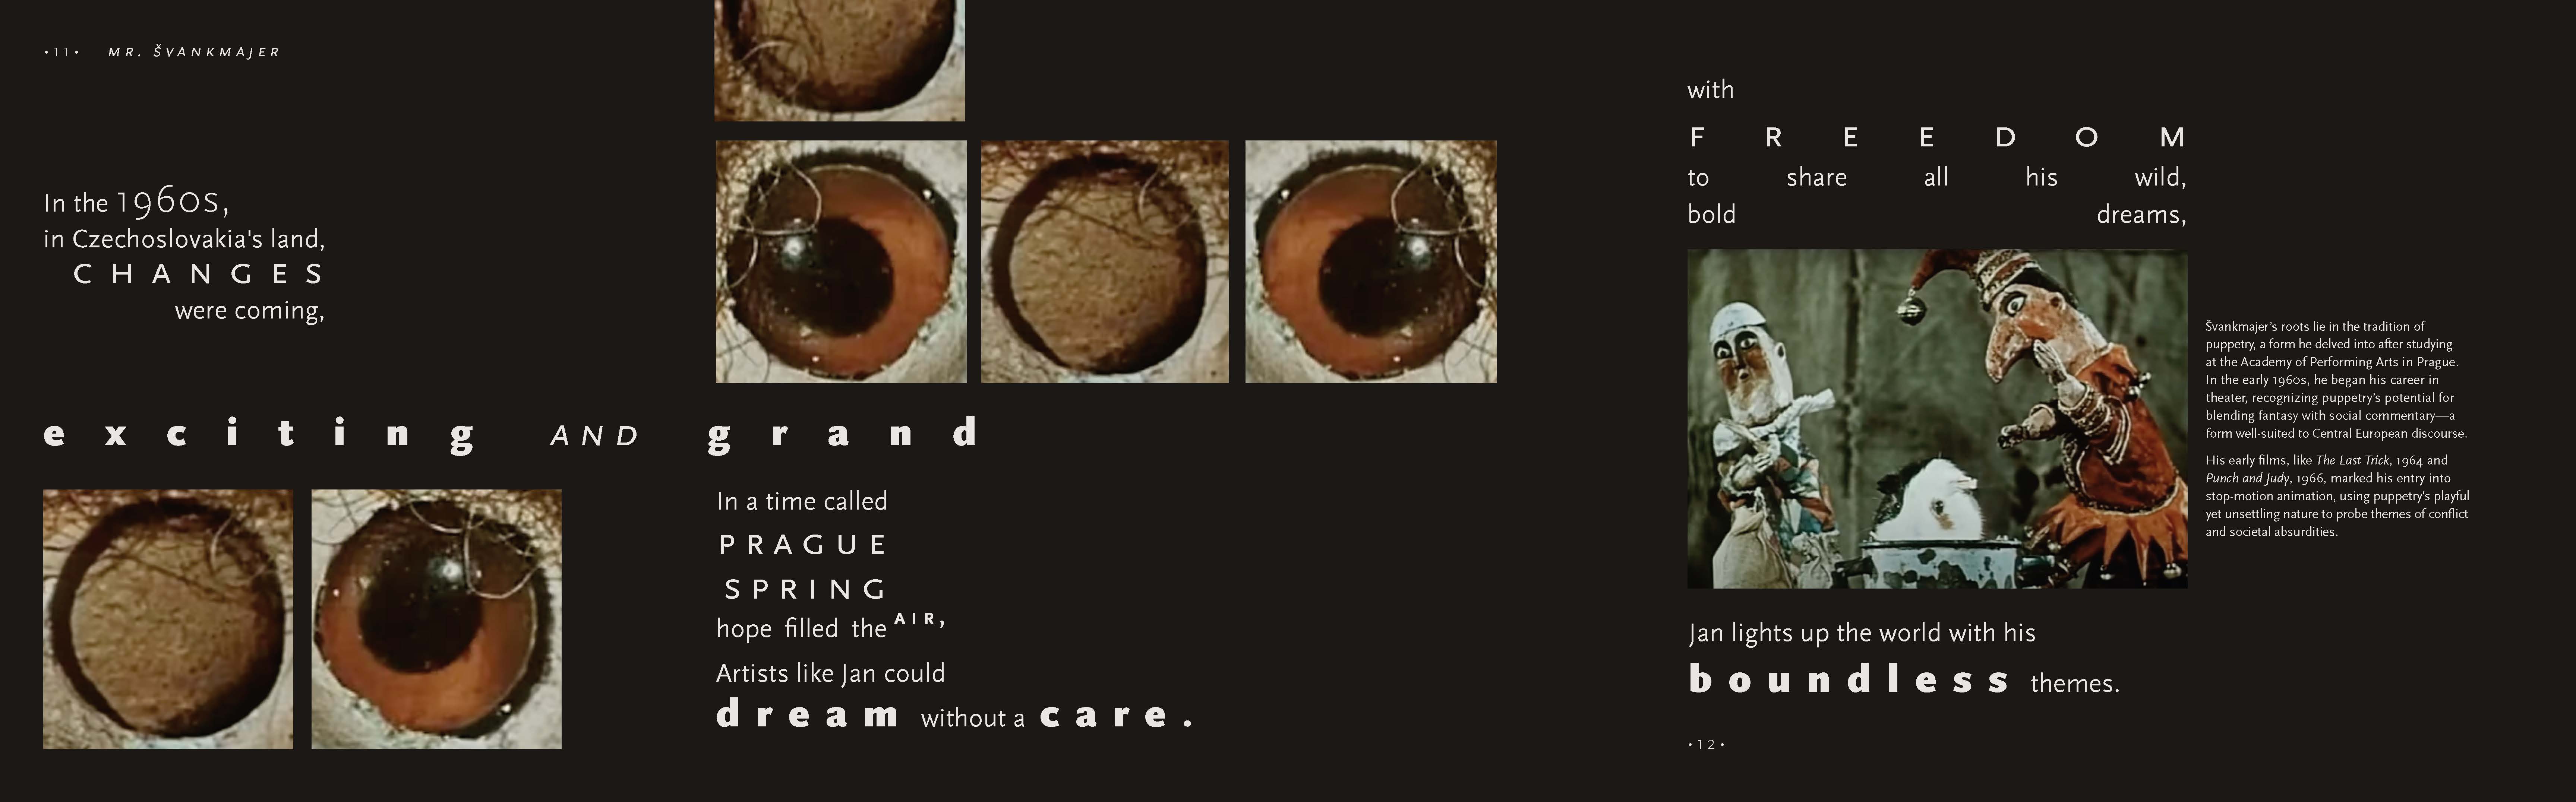 •11• MR. ŠVANKMAJER
In the 1960s,
in Czechoslovakia's land,
CHANGES
were coming,
exciting AND grand
In a time called
PRAGUE
SPRING
hope filled the AIR,
Artists like Jan could
dream without a care.
with
FREEDOM
to share all his wild,
bold dreams,
Švankmajer's roots lie in the tradition of
puppetry, a form he delved into after studying
at the Academy of Performing Arts in Prague.
In the early 1960s, he began his career in
theater, recognizing puppetry's potential for
blending fantasy with social commentary—a
form well-suited to Central European discourse.
His early films, like The Last Trick, 1964 and
Punch and Judy, 1966, marked his entry into
stop-motion animation, using puppetry's playful
yet unsettling nature to probe themes of conflict
and societal absurdities.
Jan lights up the world with his
boundless themes.
•12•